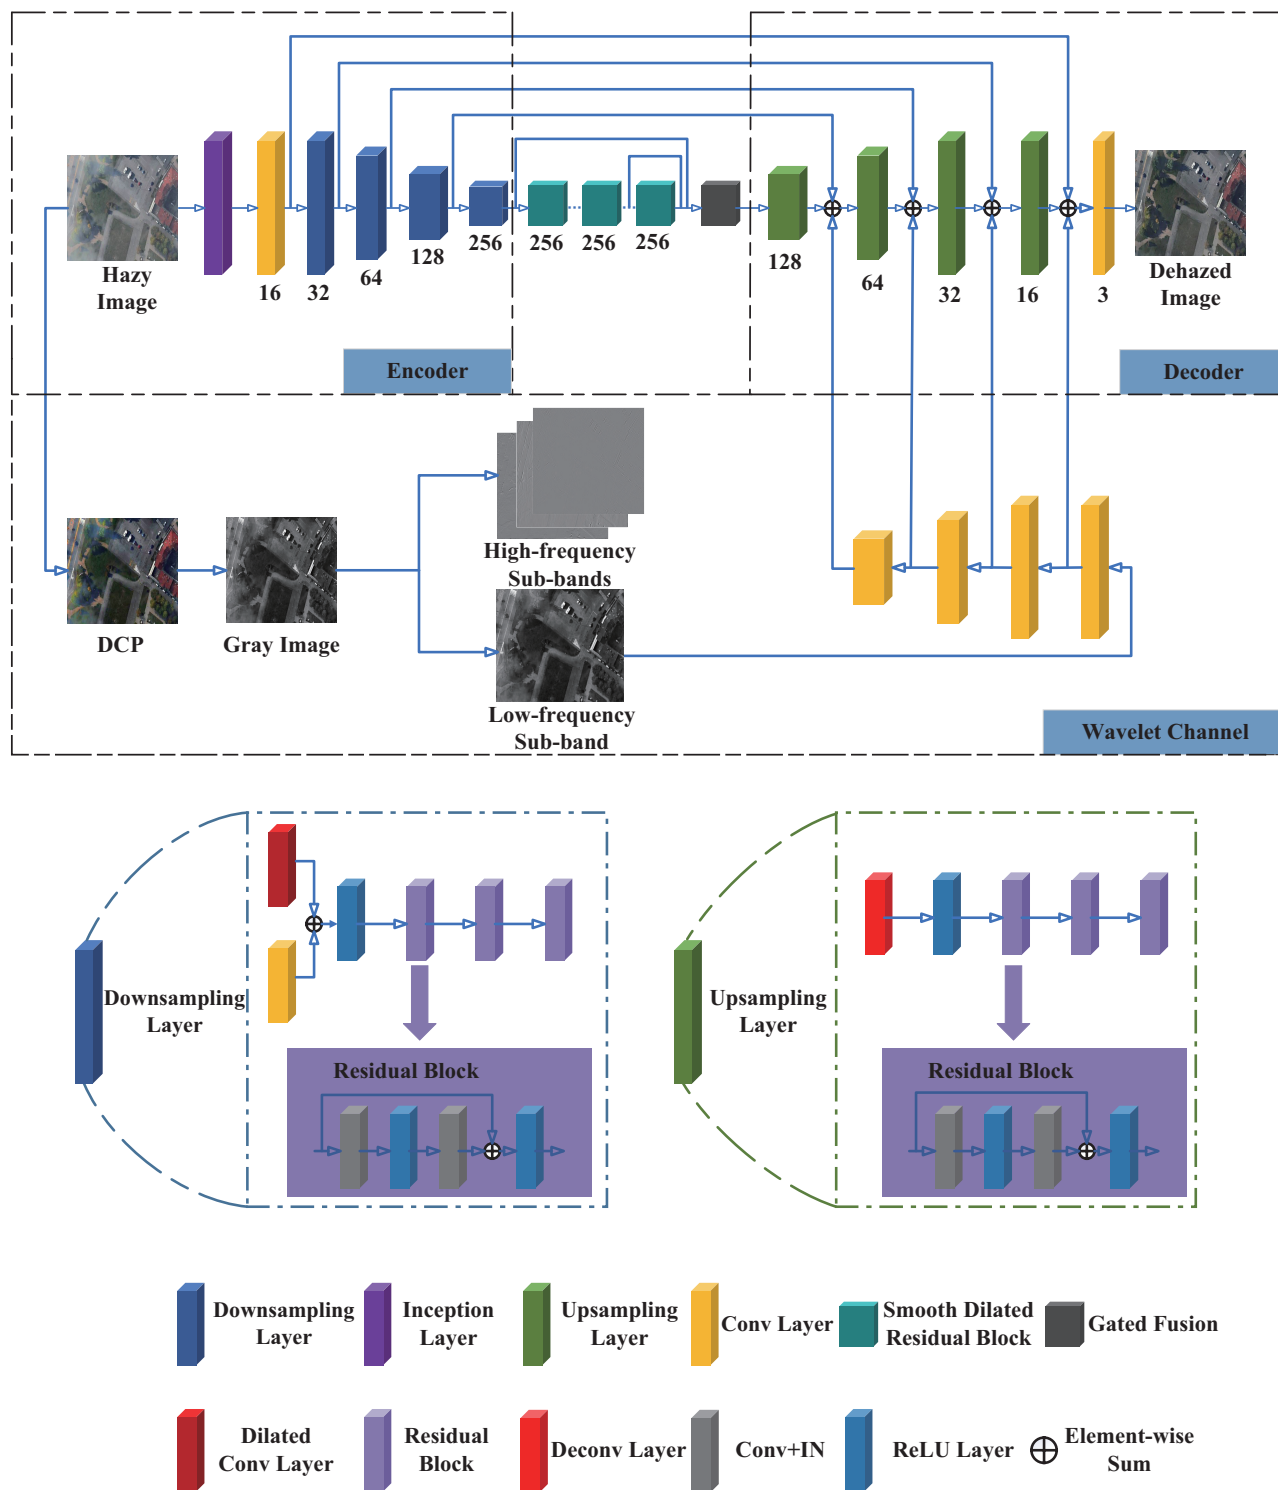 Hazy
Image
16
32
64
128
256
256
256
256
128
64
32
16
3
Dehazed
Image
Encoder
Decoder
DCP
Gray Image
High-frequency
Sub-bands
Low-frequency
Sub-band
Wavelet Channel
Downsampling
Layer
Residual Block
Upsampling
Layer
Residual Block
Downsampling
Layer
Inception
Layer
Upsampling
Layer
Conv Layer
Smooth Dilated
Residual Block
Gated Fusion
Dilated
Conv Layer
Residual
Block
Deconv Layer
Conv+IN
ReLU Layer
Element-wise
Sum